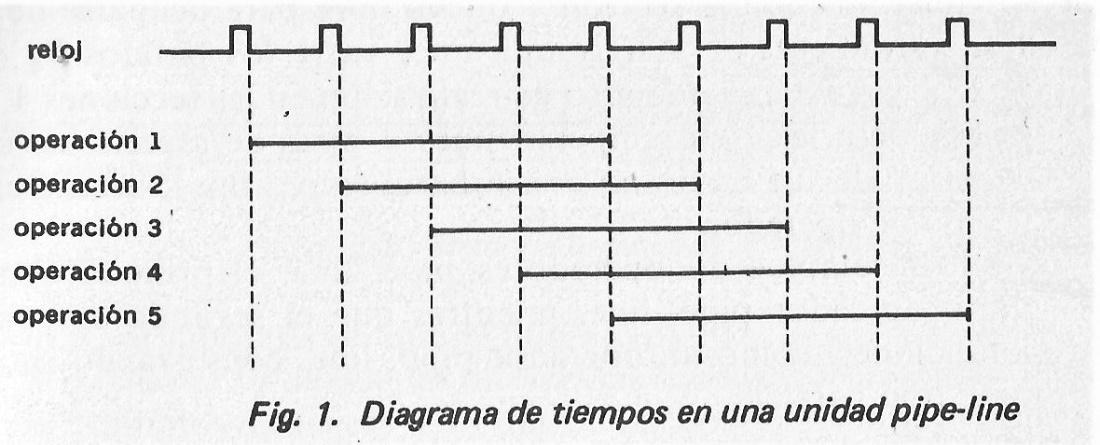 reloj
operación 1
operación 2
operación 3
operación 4
operación 5
Fig. 1. Diagrama de tiempos en una unidad pipe-line